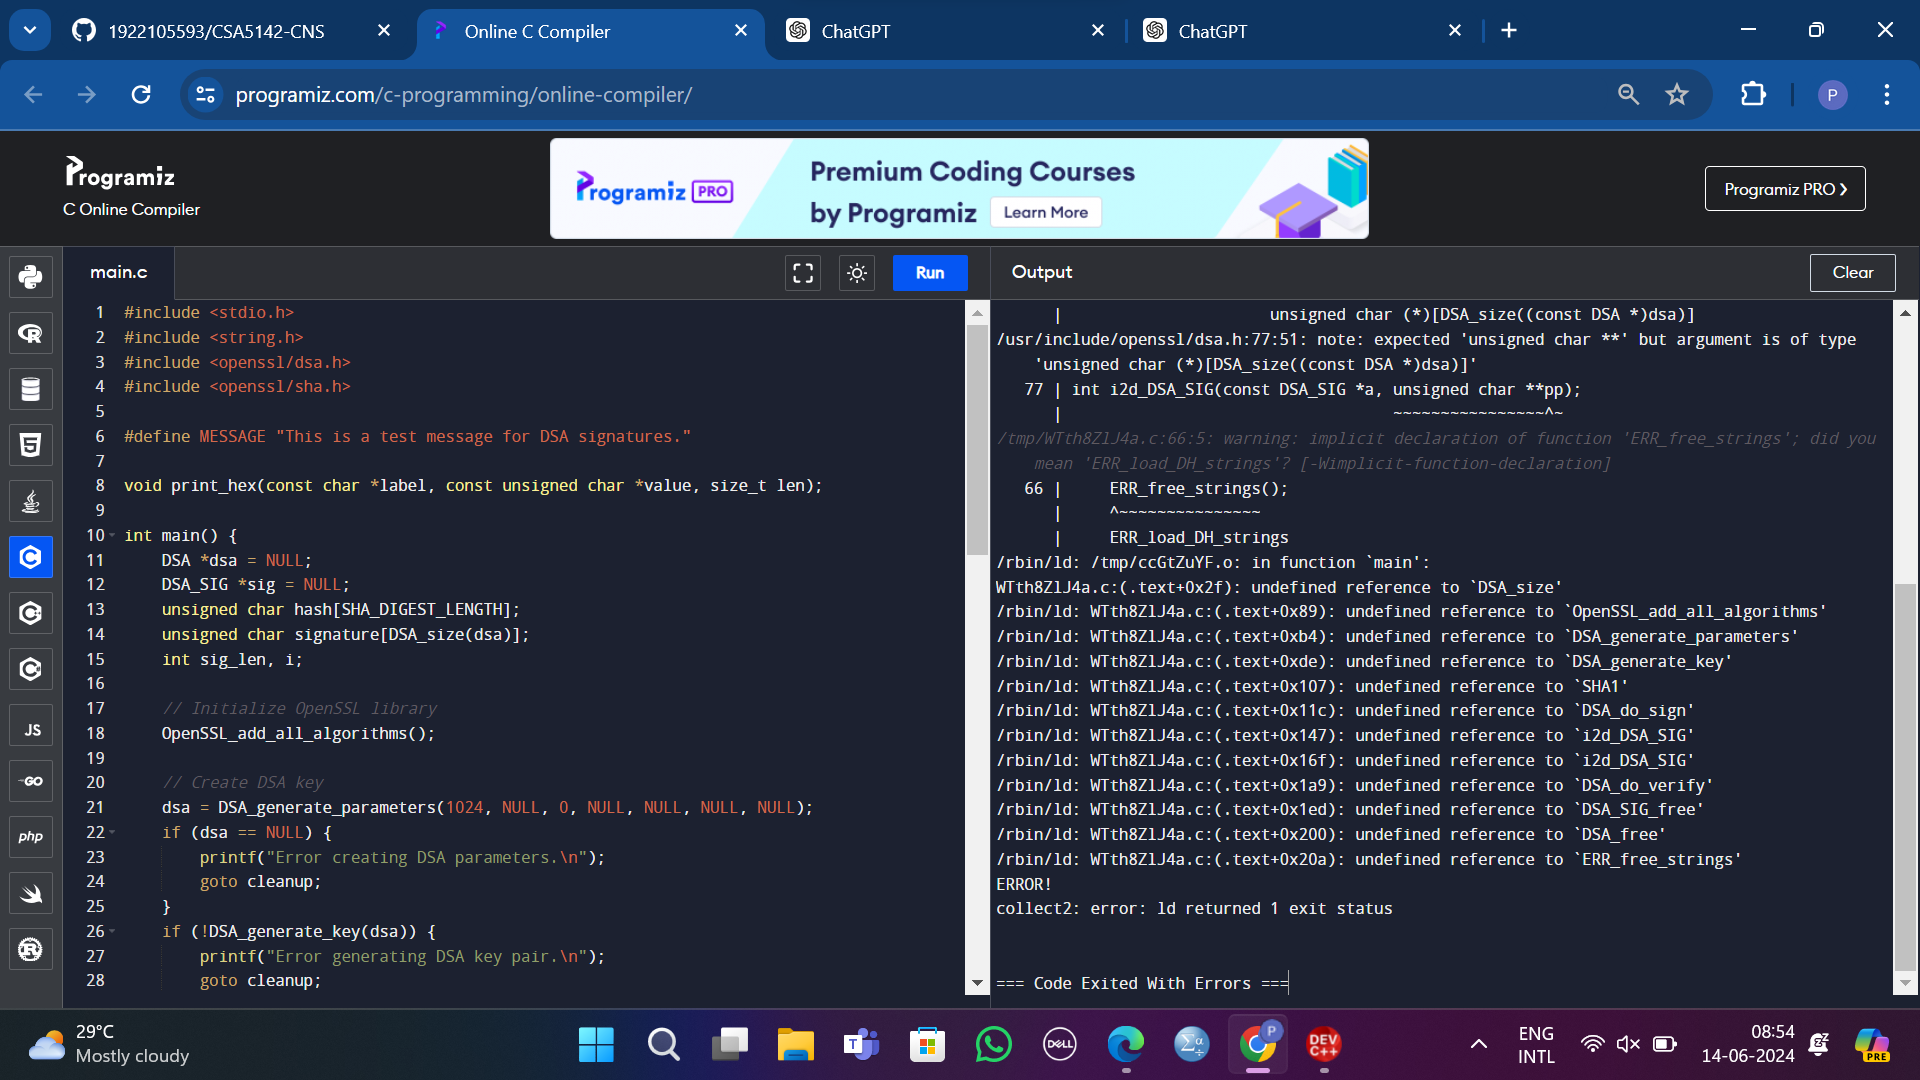 1922105593/CSA5142-CNS
Online C Compiler
ChatGPT
ChatGPT
programiz.com/c-programming/online-compiler/
P
Programiz
C Online Compiler
Programiz PRO
Premium Coding Courses
by Programiz
Learn More
Programiz PRO
main.c
Run
Output
Clear
1 #include <stdio.h>
2 #include <string.h>
3 #include <openssl/dsa.h>
4 #include <openssl/sha.h>
5
6 #define MESSAGE "This is a test message for DSA signatures."
7
8 void print_hex(const char *label, const unsigned char *value, size_t len);
9
10 int main() {
11 DSA *dsa = NULL;
12 DSA_SIG *sig = NULL;
13 unsigned char hash[SHA_DIGEST_LENGTH];
14 unsigned char signature[DSA_size(dsa)];
15 int sig_len, i;
16
17 // Initialize OpenSSL library
18 OpenSSL_add_all_algorithms();
19
20 // Create DSA key
21 dsa = DSA_generate_parameters(1024, NULL, 0, NULL, NULL, NULL, NULL);
22 if (dsa == NULL) {
23 printf("Error creating DSA parameters.\n");
24 goto cleanup;
25 }
26 if (!DSA_generate_key(dsa)) {
27 printf("Error generating DSA key pair.\n");
28 goto cleanup;
| unsigned char (*)[DSA_size((const DSA *)dsa)]
/usr/include/openssl/dsa.h:77:51: note: expected 'unsigned char **' but argument is of type
'unsigned char (*)[DSA_size((const DSA *)dsa)]'
77 | int i2d_DSA_SIG(const DSA_SIG *a, unsigned char **pp);
| ~~~~~~~~~~~~~~~~^~
/tmp/WTth8ZlJ4a.c:66:5: warning: implicit declaration of function 'ERR_free_strings'; did you
mean 'ERR_load_DH_strings'? [-Wimplicit-function-declaration]
66 | ERR_free_strings();
| ^~~~~~~~~~~~~~~~
| ERR_load_DH_strings
/rbin/ld: /tmp/ccGtZuYF.o: in function `main':
WTth8ZlJ4a.c:(.text+0x2f): undefined reference to `DSA_size'
/rbin/ld: WTth8ZlJ4a.c:(.text+0x89): undefined reference to `OpenSSL_add_all_algorithms'
/rbin/ld: WTth8ZlJ4a.c:(.text+0xb4): undefined reference to `DSA_generate_parameters'
/rbin/ld: WTth8ZlJ4a.c:(.text+0xde): undefined reference to `DSA_generate_key'
/rbin/ld: WTth8ZlJ4a.c:(.text+0x107): undefined reference to `SHA1'
/rbin/ld: WTth8ZlJ4a.c:(.text+0x11c): undefined reference to `DSA_do_sign'
/rbin/ld: WTth8ZlJ4a.c:(.text+0x147): undefined reference to `i2d_DSA_SIG'
/rbin/ld: WTth8ZlJ4a.c:(.text+0x16f): undefined reference to `i2d_DSA_SIG'
/rbin/ld: WTth8ZlJ4a.c:(.text+0x1a9): undefined reference to `DSA_do_verify'
/rbin/ld: WTth8ZlJ4a.c:(.text+0x1ed): undefined reference to `DSA_SIG_free'
/rbin/ld: WTth8ZlJ4a.c:(.text+0x200): undefined reference to `DSA_free'
/rbin/ld: WTth8ZlJ4a.c:(.text+0x20a): undefined reference to `ERR_free_strings'
ERROR!
collect2: error: ld returned 1 exit status
=== Code Exited With Errors ===
JS
GO
php
29°C
Mostly cloudy
DELL
P
DEV
C++
ENG
INTL
08:54
14-06-2024
PRE